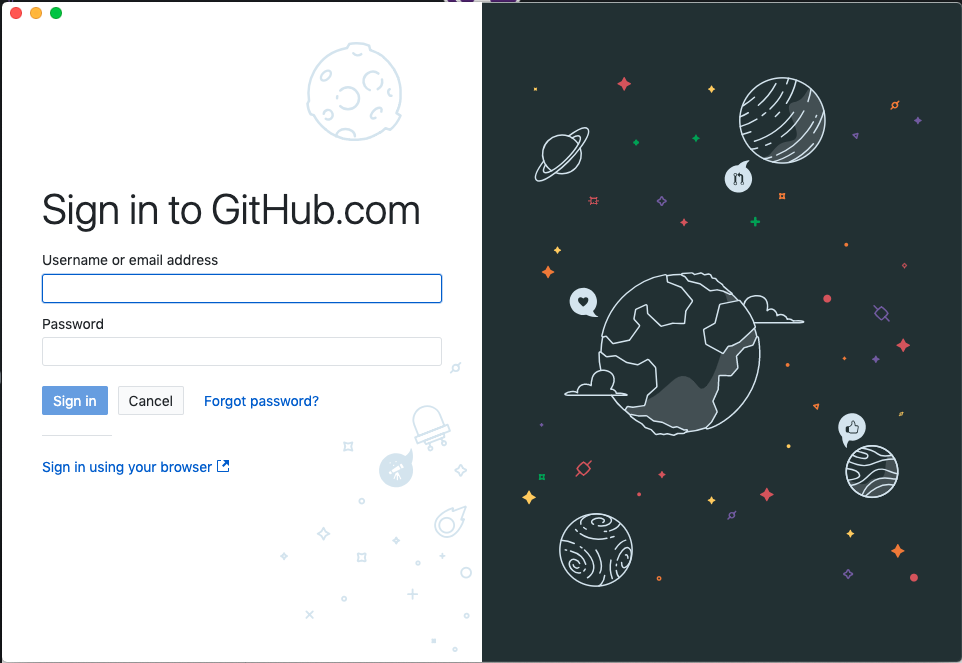 Sign in to GitHub.com
Username or email address
Password
Sign in Cancel Forgot password?
Sign in using your browser